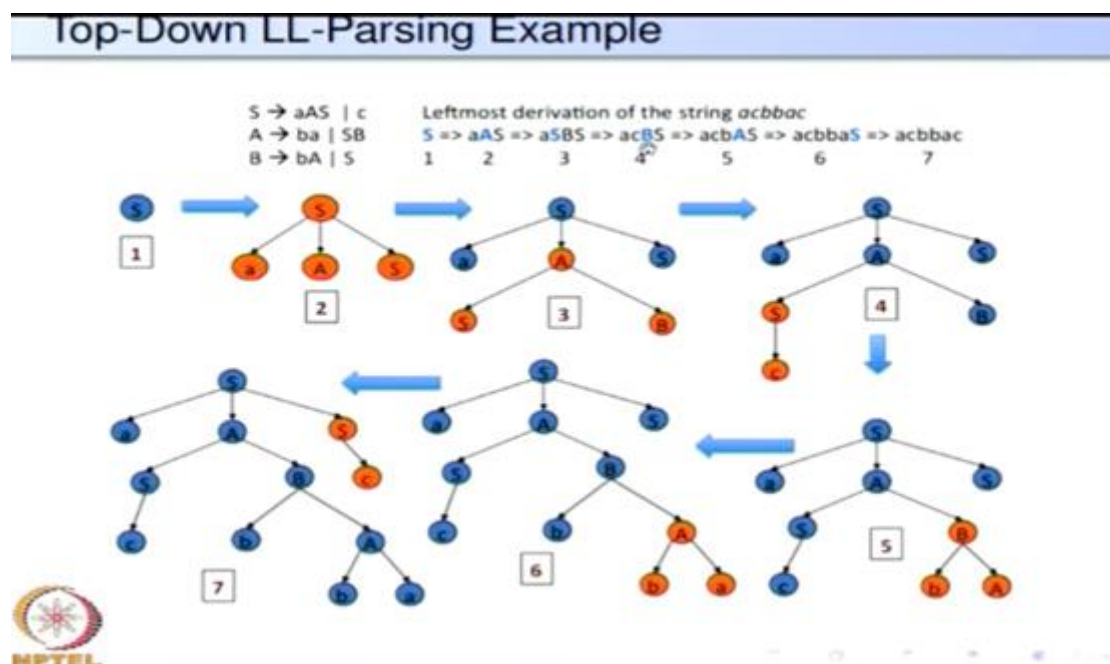 Top-Down LL-Parsing Example
S → aAS | c
A → ba | SB
B → bA | S
Leftmost derivation of the string acbbac
S => aAS => aSBS => acBS => acbAS => acbbaS => acbbac
1 2 3 4 5 6 7
S
1
S
a A S
2
S
a A S
S B
3
S
a A S
S B
c
4
S
a A S
S B
c b A
5
S
a A S
S B
c b A
b a
6
S
a A S
S B c
c b A
b a
7
NPTEL